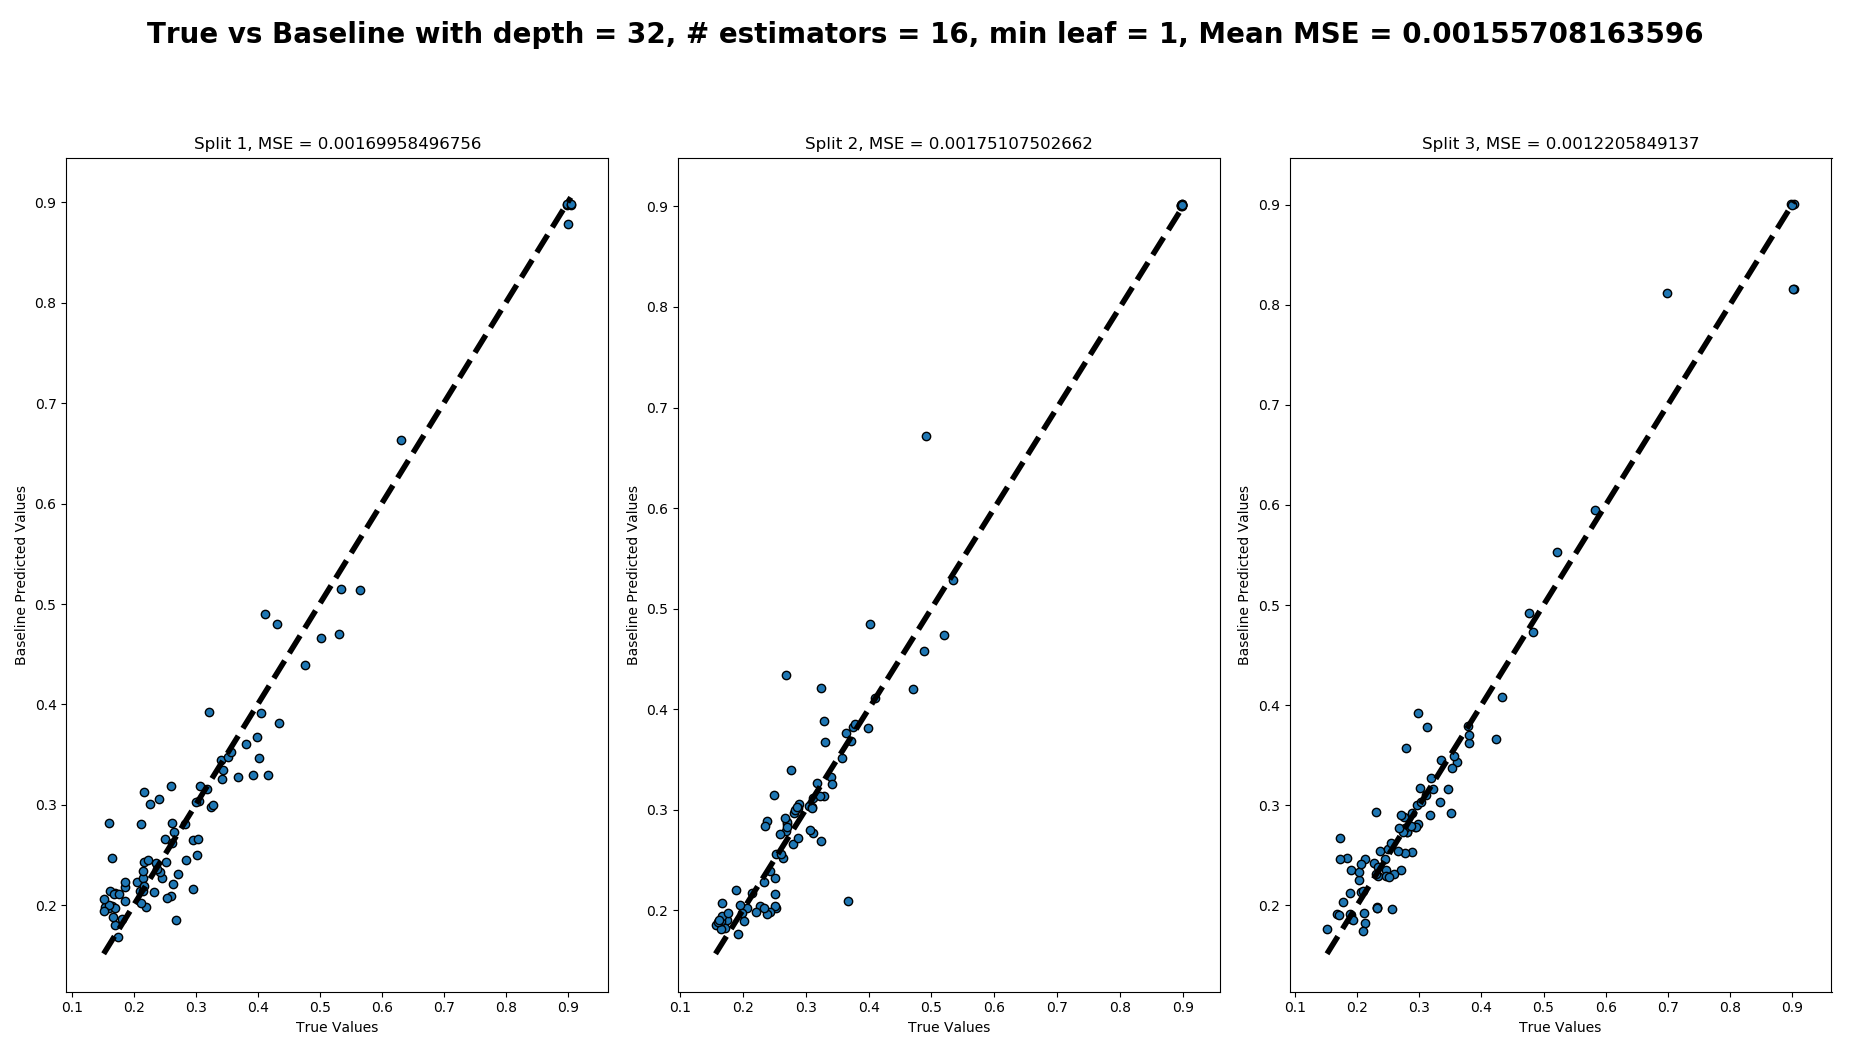 True vs Baseline with depth = 32, # estimators = 16, min leaf = 1, Mean MSE = 0.00155708163596
Split 1, MSE = 0.00169958496756
Baseline Predicted Values
0.9
0.8
0.7
0.6
0.5
0.4
0.3
0.2
0.1 0.2 0.3 0.4 0.5 0.6 0.7 0.8 0.9
True Values
Split 2, MSE = 0.00175107502662
Baseline Predicted Values
0.9
0.8
0.7
0.6
0.5
0.4
0.3
0.2
0.1 0.2 0.3 0.4 0.5 0.6 0.7 0.8 0.9
True Values
Split 3, MSE = 0.0012205849137
Baseline Predicted Values
0.9
0.8
0.7
0.6
0.5
0.4
0.3
0.2
0.1 0.2 0.3 0.4 0.5 0.6 0.7 0.8 0.9
True Values